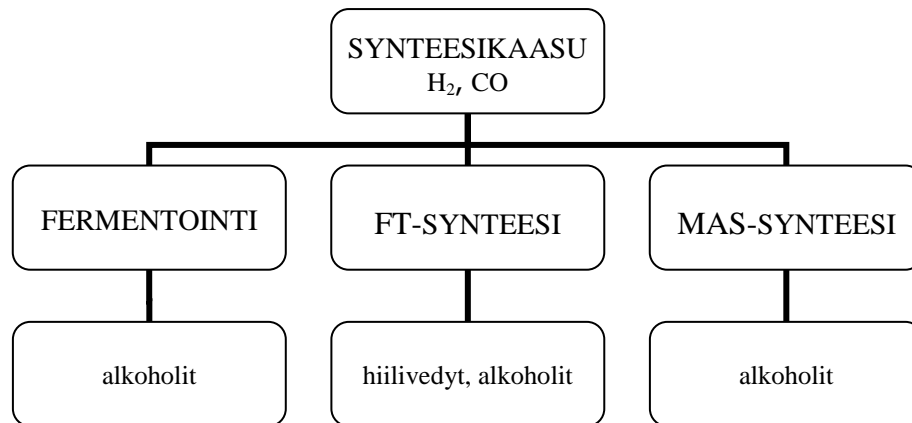 SYNTEESIKAASU
H₂, CO
FERMENTOINTI
FT-SYNTEESI
MAS-SYNTEESI
alkoholit
hiilivedyt, alkoholit
alkoholit